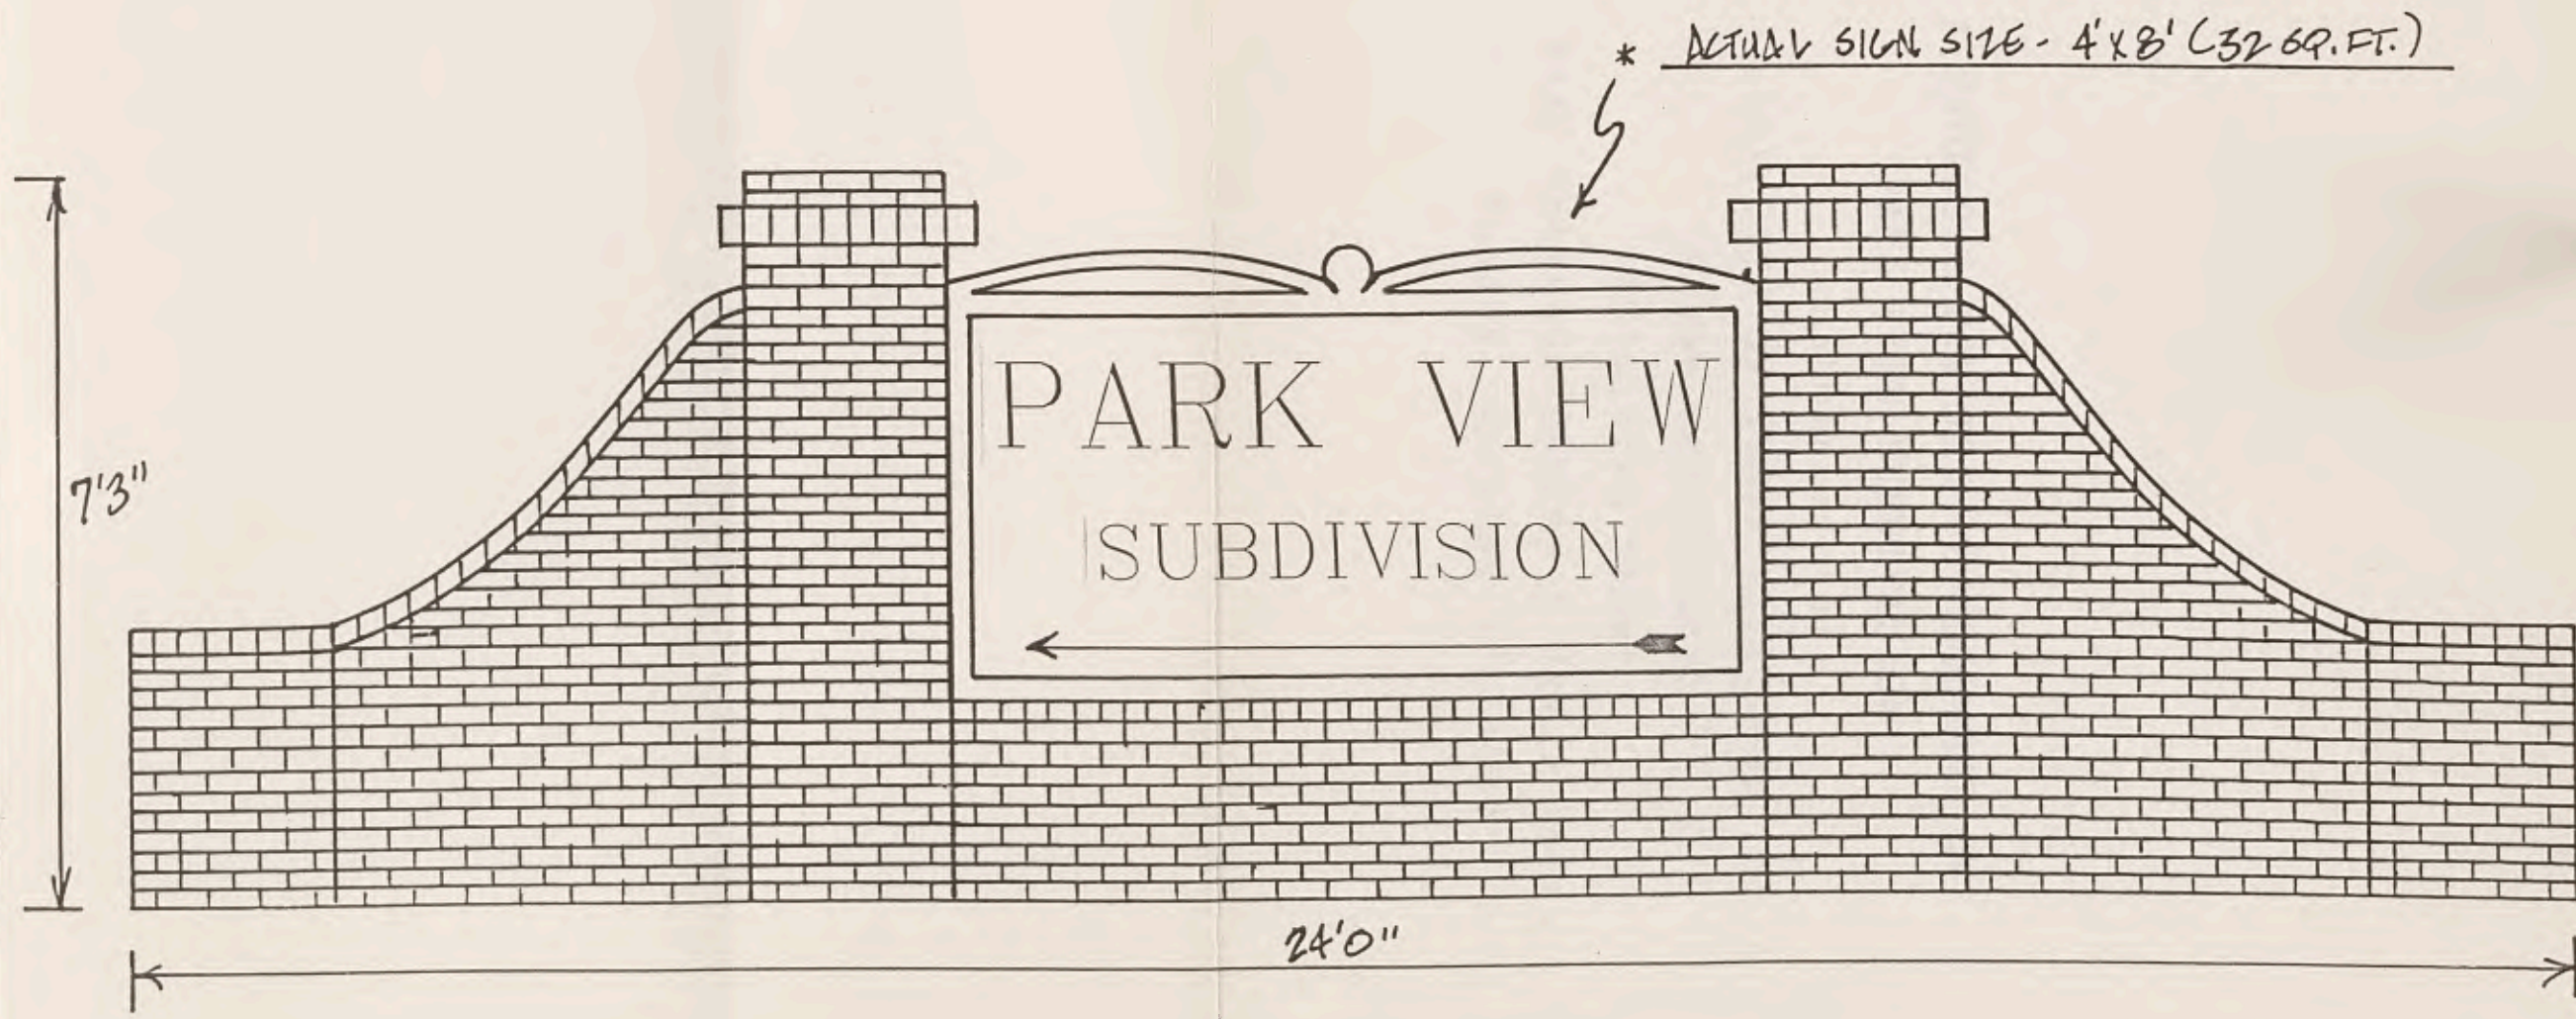 * ACTUAL SIGN SIZE - 4'X8' (32 SQ. FT.)
7'3"
PARK VIEW
SUBDIVISION
24'0"